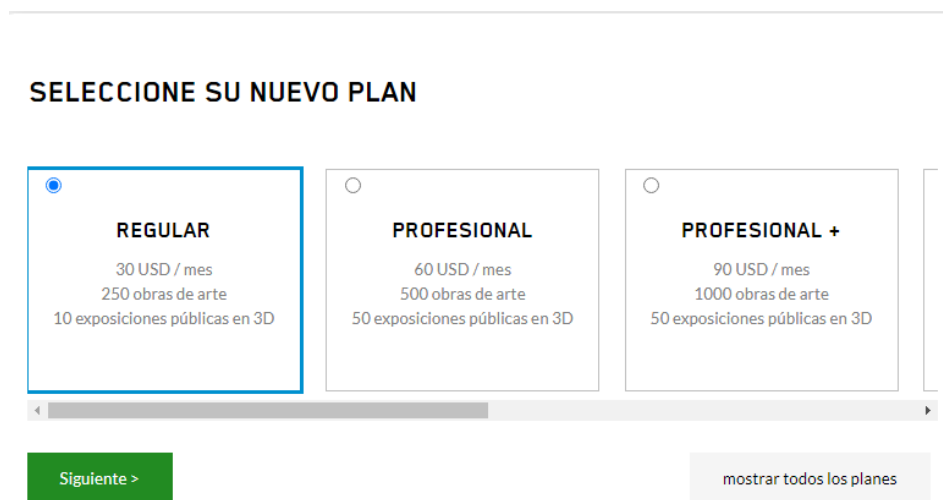 SELECCIONE SU NUEVO PLAN
REGULAR
30 USD / mes
250 obras de arte
10 exposiciones públicas en 3D
PROFESIONAL
60 USD / mes
500 obras de arte
50 exposiciones públicas en 3D
PROFESIONAL +
90 USD / mes
1000 obras de arte
50 exposiciones públicas en 3D
Siguiente >
mostrar todos los planes